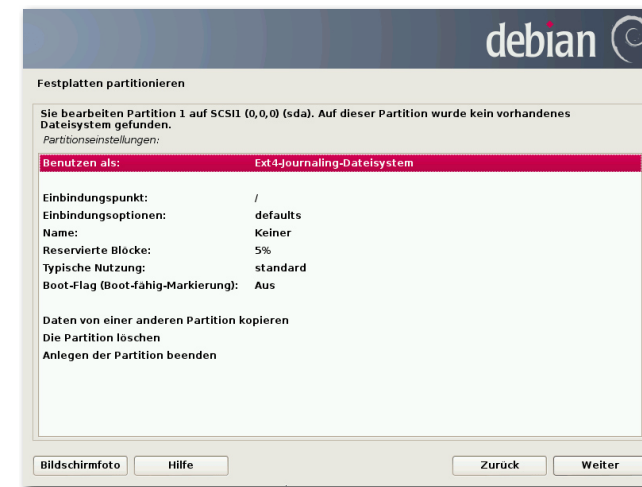 debian
Festplatten partitionieren
Sie bearbeiten Partition 1 auf SCSI1 (0,0,0) (sda). Auf dieser Partition wurde kein vorhandenes
Dateisystem gefunden.
Partitionseinstellungen:
Benutzen als: Ext4-Journaling-Dateisystem
Einbindungspunkt: /
Einbindungsoptionen: defaults
Name: Keiner
Reservierte Blöcke: 5%
Typische Nutzung: standard
Boot-Flag (Boot-fähig-Markierung): Aus
Daten von einer anderen Partition kopieren
Die Partition löschen
Anlegen der Partition beenden
Bildschirmfoto Hilfe Zurück Weiter